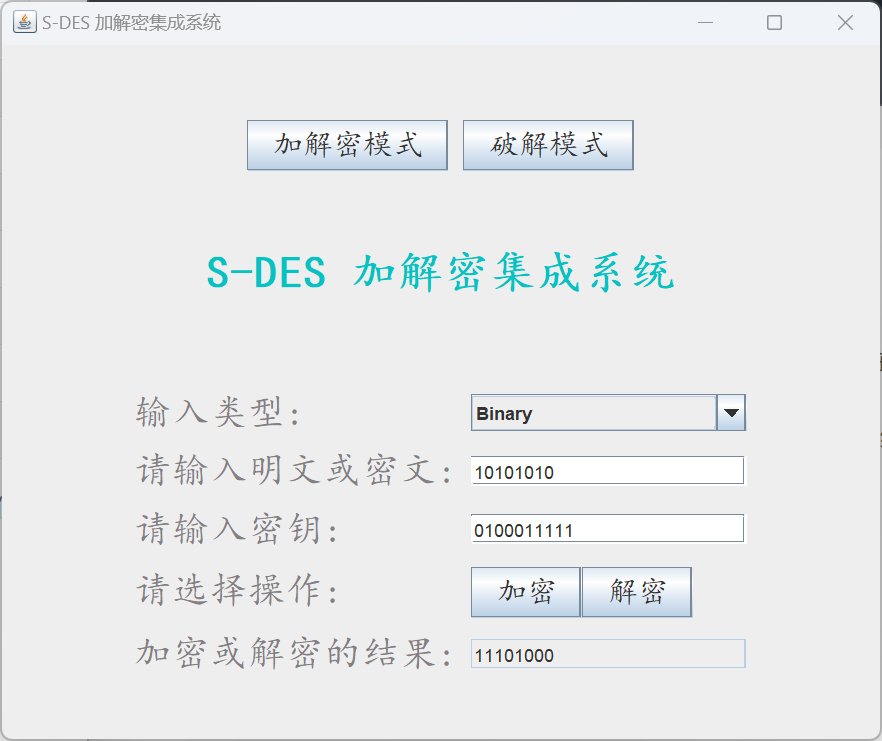 S-DES 加解密集成系统
加解密模式 破解模式
S-DES 加解密集成系统
输入类型: Binary
请输入明文或密文: 10101010
请输入密钥: 0100011111
请选择操作: 加密 解密
加密或解密的结果: 11101000